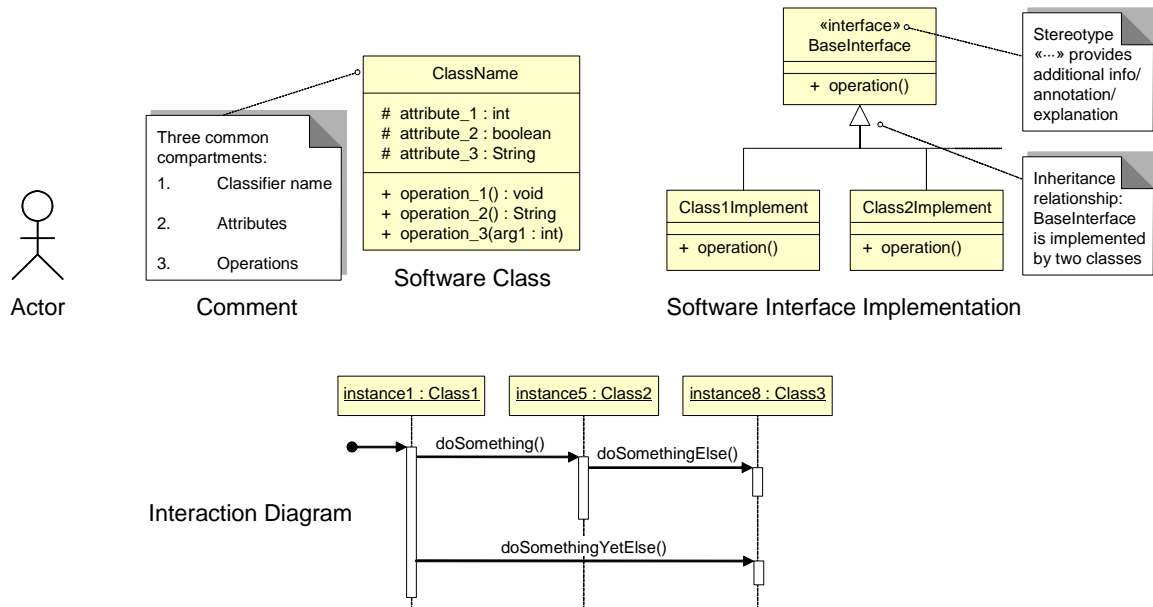 ClassName
# attribute_1 : int
# attribute_2 : boolean
# attribute_3 : String
+ operation_1() : void
+ operation_2() : String
+ operation_3(arg1 : int)
Software Class
Three common
compartments:
1. Classifier name
2. Attributes
3. Operations
Comment
Actor
«interface»
BaseInterface
+ operation()
Stereotype
«⋅⋅⋅» provides
additional info/
annotation/
explanation
Class1Implement
+ operation()
Class2Implement
+ operation()
Inheritance
relationship:
BaseInterface
is implemented
by two classes
Software Interface Implementation
instance1 : Class1
instance5 : Class2
instance8 : Class3
doSomething()
doSomethingElse()
Interaction Diagram
doSomethingYetElse()